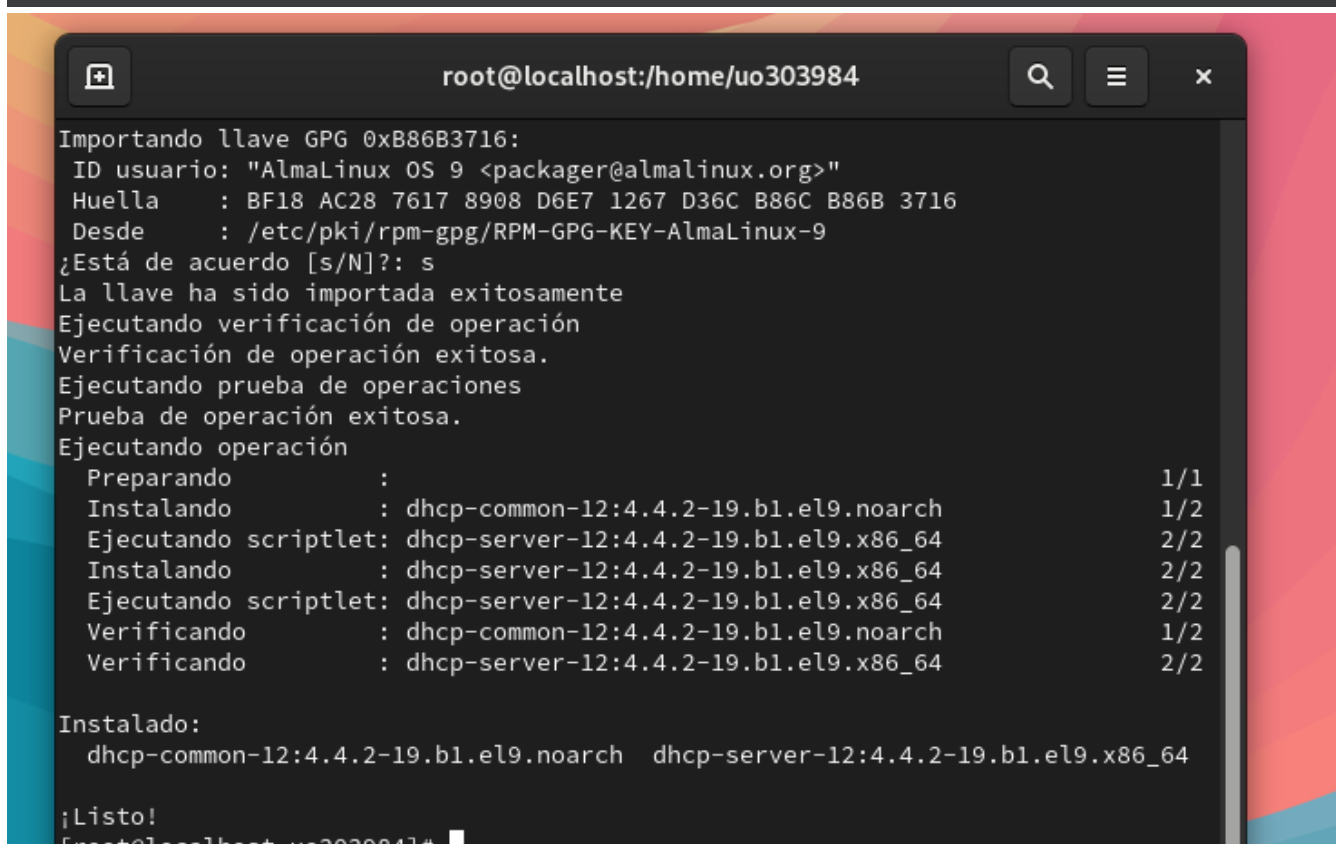 root@localhost:/home/uo303984
Importando llave GPG 0xB86B3716:
ID usuario: "AlmaLinux OS 9 <packager@almalinux.org>"
Huella : BF18 AC28 7617 8908 D6E7 1267 D36C B86C B86B 3716
Desde : /etc/pki/rpm-gpg/RPM-GPG-KEY-AlmaLinux-9
¿Está de acuerdo [s/N]?: s
La llave ha sido importada exitosamente
Ejecutando verificación de operación
Verificación de operación exitosa.
Ejecutando prueba de operaciones
Prueba de operación exitosa.
Ejecutando operación
Preparando : 1/1
Instalando : dhcp-common-12:4.4.2-19.b1.el9.noarch 1/2
Ejecutando scriptlet: dhcp-server-12:4.4.2-19.b1.el9.x86_64 2/2
Instalando : dhcp-server-12:4.4.2-19.b1.el9.x86_64 2/2
Ejecutando scriptlet: dhcp-server-12:4.4.2-19.b1.el9.x86_64 2/2
Verificando : dhcp-common-12:4.4.2-19.b1.el9.noarch 1/2
Verificando : dhcp-server-12:4.4.2-19.b1.el9.x86_64 2/2
Instalado:
dhcp-common-12:4.4.2-19.b1.el9.noarch dhcp-server-12:4.4.2-19.b1.el9.x86_64
¡Listo!
[root@localhost uo303984]#